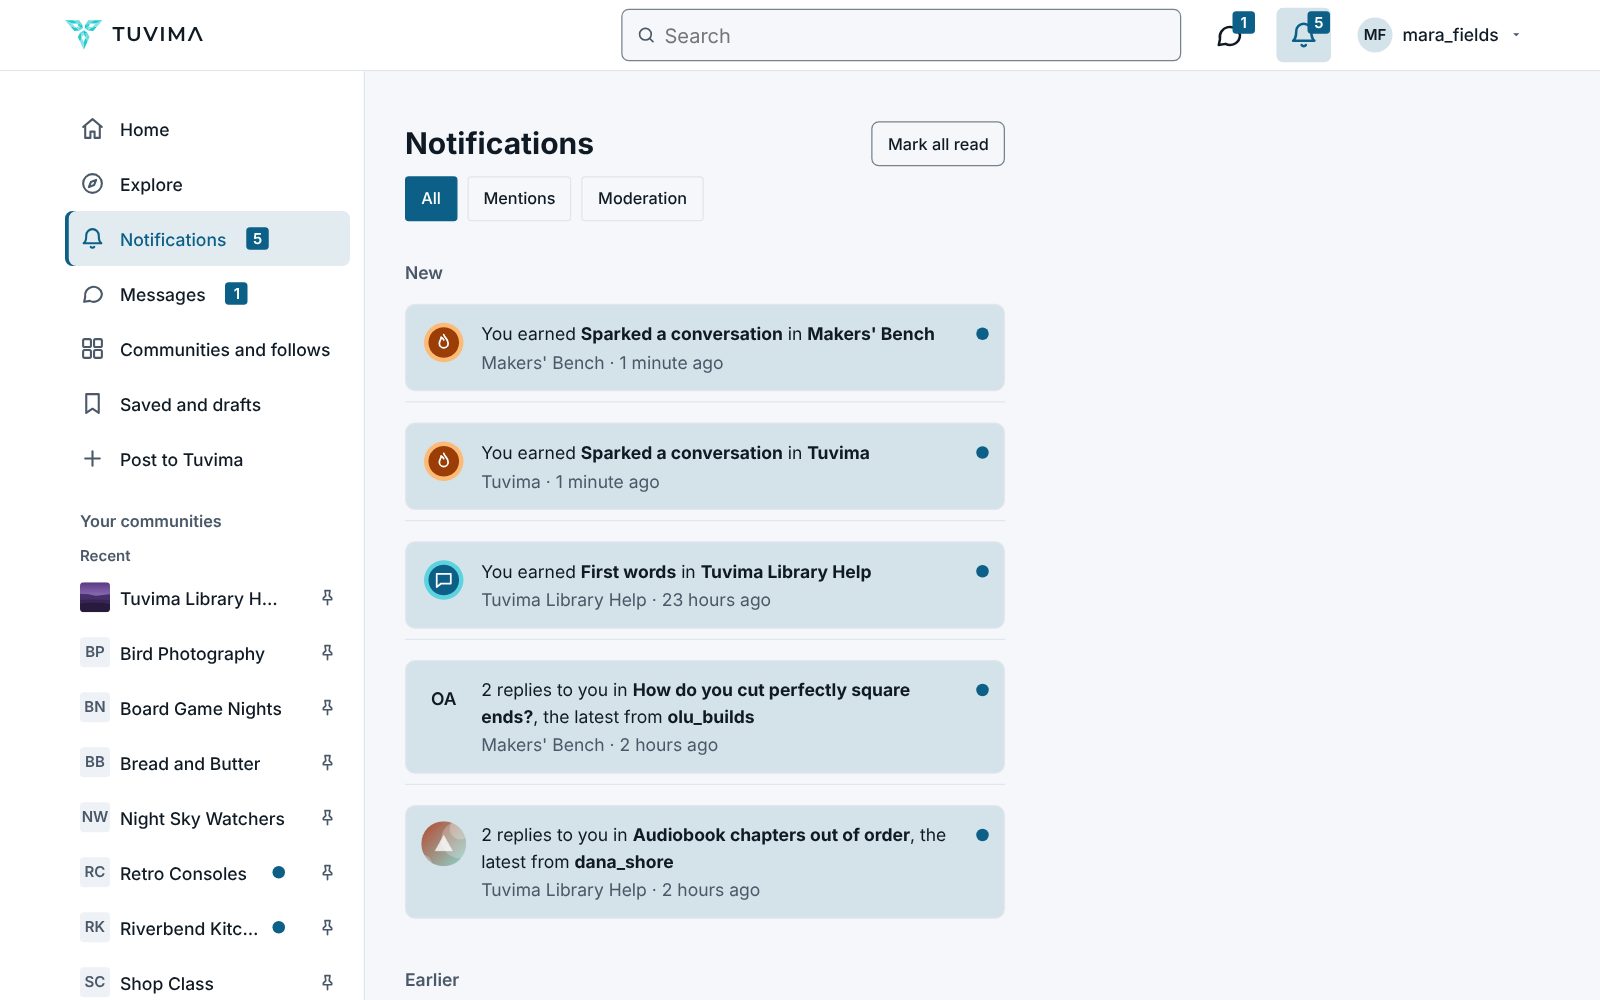 TUVIMA
Search
1
5
MF
mara_fields
Home
Explore
Notifications
5
Messages
1
Communities and follows
Saved and drafts
Post to Tuvima
Your communities
Recent
Tuvima Library H...
BP
Bird Photography
BN
Board Game Nights
BB
Bread and Butter
NW
Night Sky Watchers
RC
Retro Consoles
RK
Riverbend Kitc...
SC
Shop Class
Notifications
Mark all read
All
Mentions
Moderation
New
You earned Sparked a conversation in Makers' Bench
Makers' Bench · 1 minute ago
You earned Sparked a conversation in Tuvima
Tuvima · 1 minute ago
You earned First words in Tuvima Library Help
Tuvima Library Help · 23 hours ago
OA
2 replies to you in How do you cut perfectly square
ends?, the latest from olu_builds
Makers' Bench · 2 hours ago
2 replies to you in Audiobook chapters out of order, the
latest from dana_shore
Tuvima Library Help · 2 hours ago
Earlier